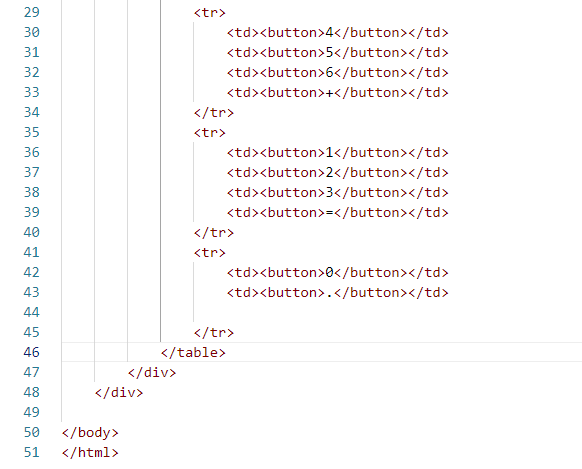 29 <tr>
30 <td><button>4</button></td>
31 <td><button>5</button></td>
32 <td><button>6</button></td>
33 <td><button>+</button></td>
34 </tr>
35 <tr>
36 <td><button>1</button></td>
37 <td><button>2</button></td>
38 <td><button>3</button></td>
39 <td><button>=</button></td>
40 </tr>
41 <tr>
42 <td><button>0</button></td>
43 <td><button>.</button></td>
44
45 </tr>
46 </table>
47 </div>
48 </div>
49
50 </body>
51 </html>